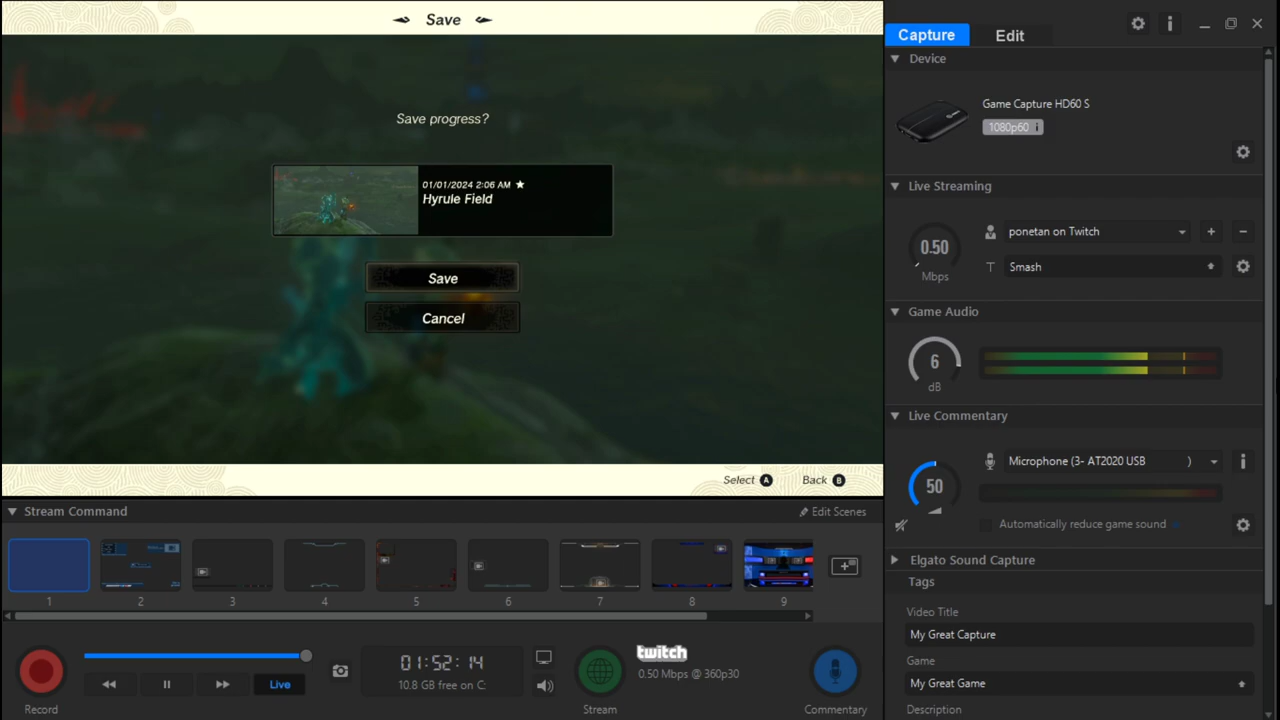 Save
Save progress?
01/01/2024 2:06 AM ★
Hyrule Field
Save
Cancel
Select A Back B
Stream Command
Edit Scenes
1 2 3 4 5 6 7 8 9
Record
Live
01:52:14
10.8 GB free on C:
Stream
twitch
0.50 Mbps @ 360p30
Commentary
Capture Edit
Device
Game Capture HD60 S
1080p60 i
Live Streaming
0.50
Mbps
ponetan on Twitch
Smash
Game Audio
6
dB
Live Commentary
50
Microphone (3- AT2020 USB )
Automatically reduce game sound
Elgato Sound Capture
Tags
Video Title
My Great Capture
Game
My Great Game
Description